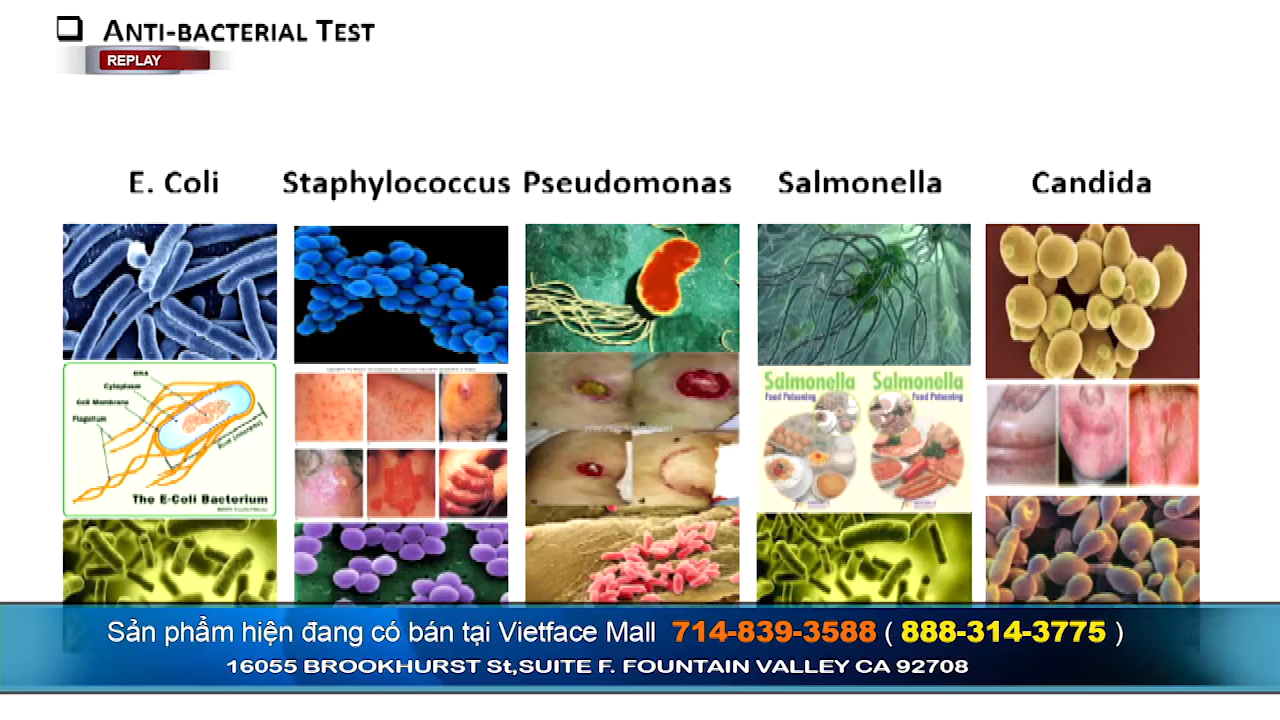 ANTI-BACTERIAL TEST
REPLAY
E. Coli
Staphylococcus
Pseudomonas
Salmonella
Candida
DNA
Cytoplasm
Cell Membrane
Flagellum
The E-Coli Bacterium
Salmonella
Food Poisoning
Salmonella
Food Poisoning
Sản phẩm hiện đang có bán tại Vietface Mall 714-839-3588 ( 888-314-3775 )
16055 BROOKHURST St,SUITE F. FOUNTAIN VALLEY CA 92708